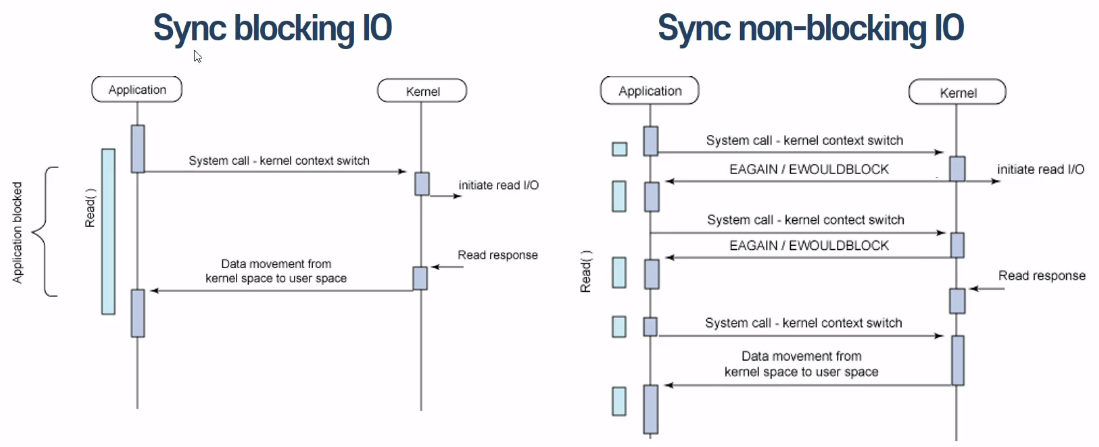 Sync blocking IO
Application
Kernel
System call - kernel context switch
initiate read I/O
Read( )
Application blocked
Read response
Data movement from
kernel space to user space
Sync non-blocking IO
Application
Kernel
System call - kernel context switch
EAGAIN / EWOULDBLOCK
initiate read I/O
System call - kernel contect switch
EAGAIN / EWOULDBLOCK
Read( )
Read response
System call - kernel context switch
Data movement from
kernel space to user space